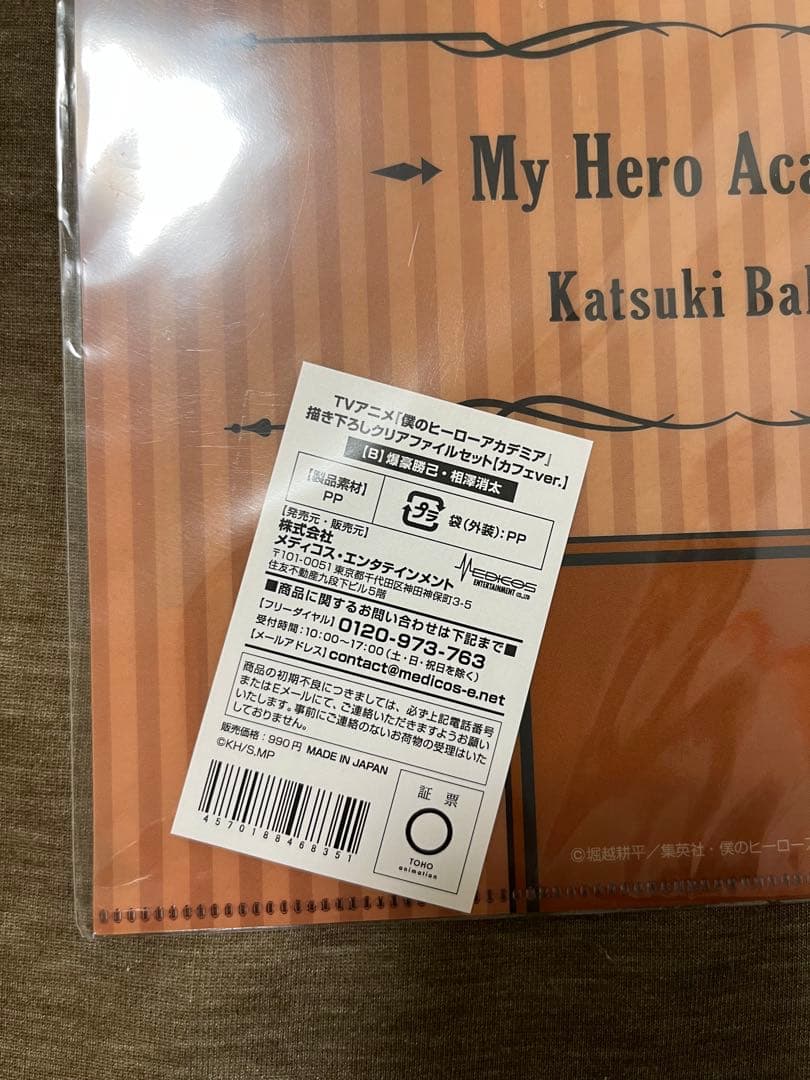 My Hero Aca
Katsuki Ba
TVアニメ『僕のヒーローアカデミア』
描き下ろしクリアファイルセット[カフェver.]
【B】爆豪勝己・相澤消太
【製品素材】
PP
プラ
袋(外装):PP
【発売元・販売元】
株式会社
メディコス・エンタテインメント
〒101-0051 東京都千代田区神田神保町3-5
住友不動産九段下ビル5階
MEDICOS
ENTERTAINMENT CO.,LTD
■商品に関するお問い合わせは下記まで■
【フリーダイヤル】0120-973-763
受付時間:10:00〜17:00(土・日・祝日を除く)
【メールアドレス】contact@medicos-e.net
商品の初期不良につきましては、必ず上記電話番号
またはEメールにて、ご連絡いただきますようお願い
いたします。事前にご連絡のないお荷物の受理はいた
しておりません。
販売価格:990円 MADE IN JAPAN
©KH/S,MP
4570188468351
証票
TOHO
animation
©堀越耕平/集英社・僕のヒーローア